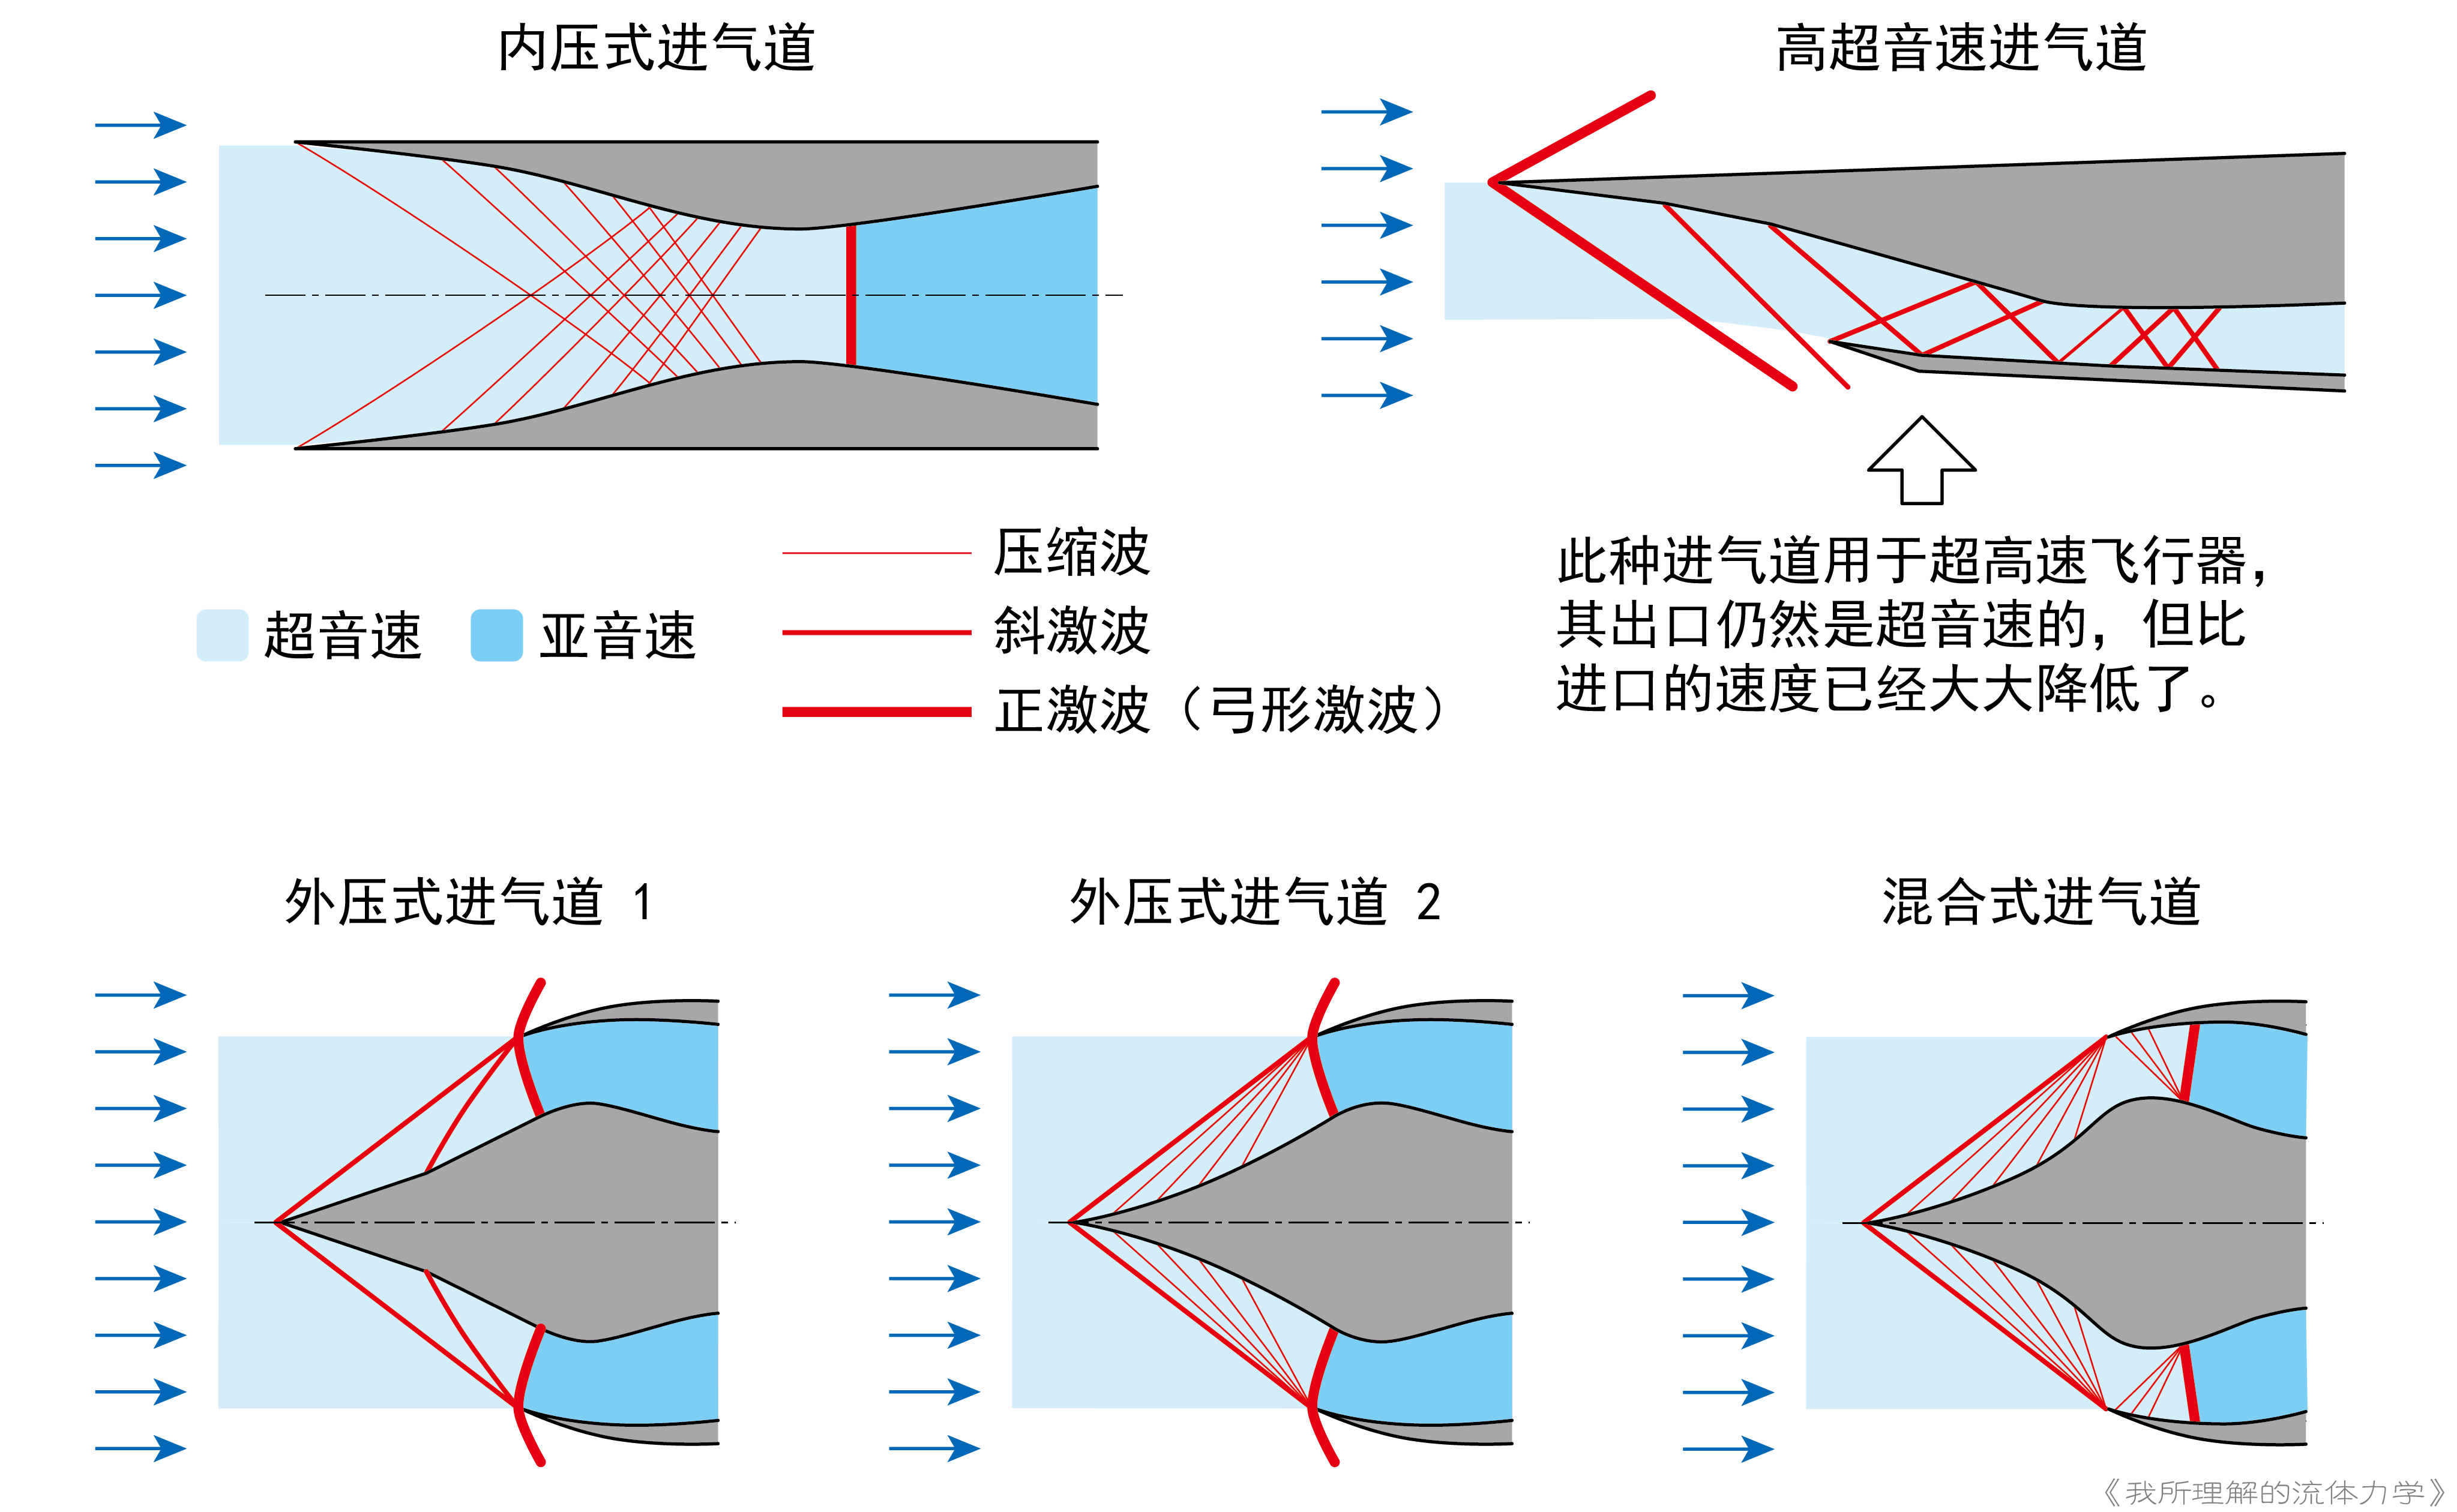 内压式进气道
高超音速进气道
压缩波
斜激波
正激波（弓形激波）
超音速
亚音速
此种进气道用于超高速飞行器，
其出口仍然是超音速的，但比
进口的速度已经大大降低了。
外压式进气道 1
外压式进气道 2
混合式进气道
《我所理解的流体力学》